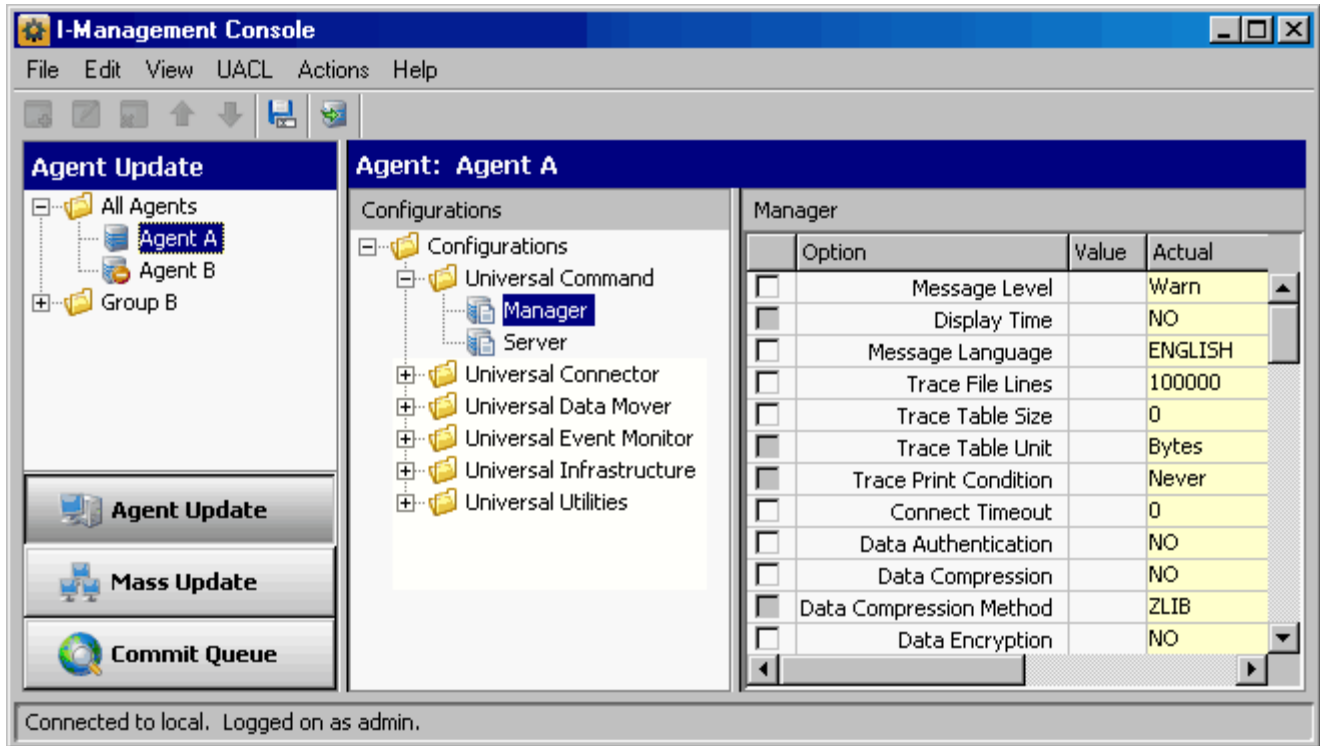 I-Management Console
File Edit View UACL Actions Help
Agent Update
All Agents
Agent A
Agent B
Group B
Agent Update
Mass Update
Commit Queue
Agent: Agent A
Configurations
Configurations
Universal Command
Manager
Server
Universal Connector
Universal Data Mover
Universal Event Monitor
Universal Infrastructure
Universal Utilities
Manager
Option Value Actual
Message Level Warn
Display Time NO
Message Language ENGLISH
Trace File Lines 100000
Trace Table Size 0
Trace Table Unit Bytes
Trace Print Condition Never
Connect Timeout 0
Data Authentication NO
Data Compression NO
Data Compression Method ZLIB
Data Encryption NO
Connected to local. Logged on as admin.